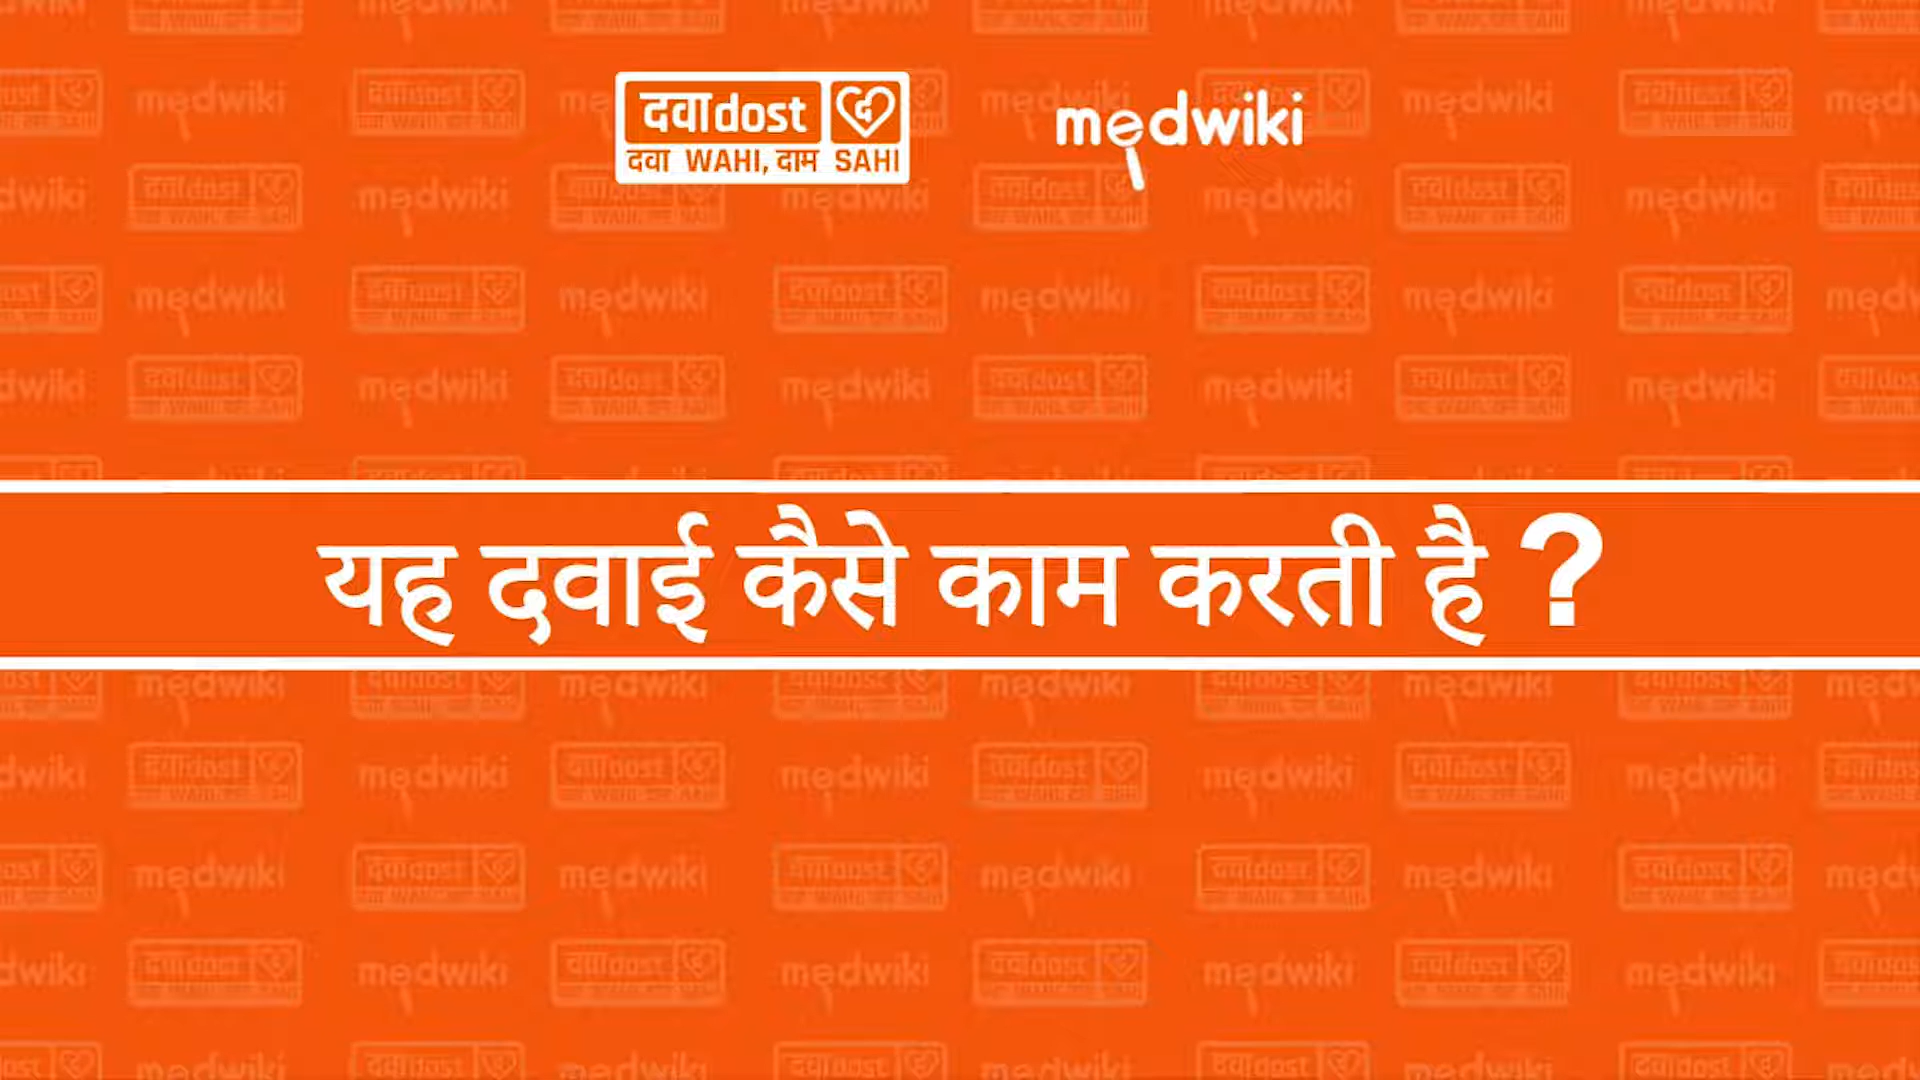 दवाdost medwiki
दवा WAHI, दाम SAHI
यह दवाई कैसे काम करती है ?